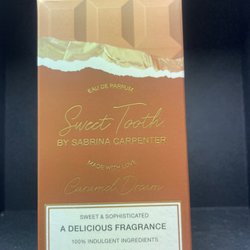 EAU DE PARFUM
Sweet Tooth
BY SABRINA CARPENTER
MADE WITH LOVE
Caramel Dream
SWEET & SOPHISTICATED
A DELICIOUS FRAGRANCE
100% INDULGENT INGREDIENTS